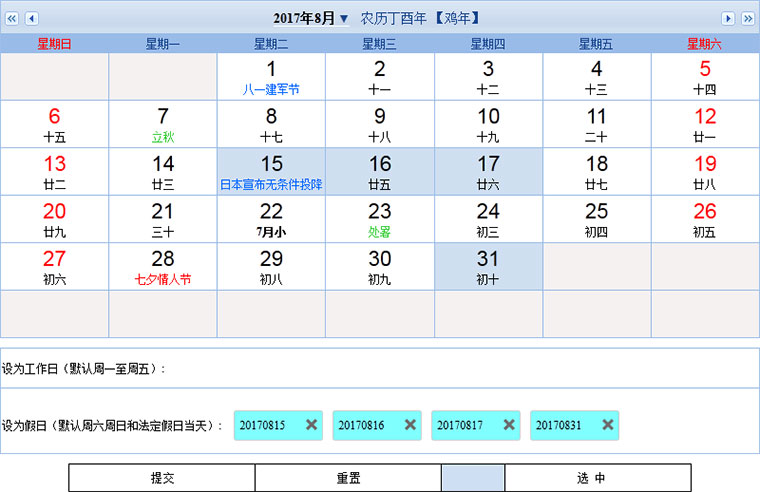 2017年8月 ▼ 农历丁酉年 【鸡年】
星期日 星期一 星期二 星期三 星期四 星期五 星期六
1 2 3 4 5
八一建军节 十一 十二 十三 十四
6 7 8 9 10 11 12
十五 立秋 十七 十八 十九 二十 廿一
13 14 15 16 17 18 19
廿二 廿三 日本宣布无条件投降 廿五 廿六 廿七 廿八
20 21 22 23 24 25 26
廿九 三十 7月小 处暑 初三 初四 初五
27 28 29 30 31
初六 七夕情人节 初八 初九 初十
设为工作日（默认周一至周五）:
设为假日（默认周六周日和法定假日当天）: 20170815 20170816 20170817 20170831
提交 重置 选 中